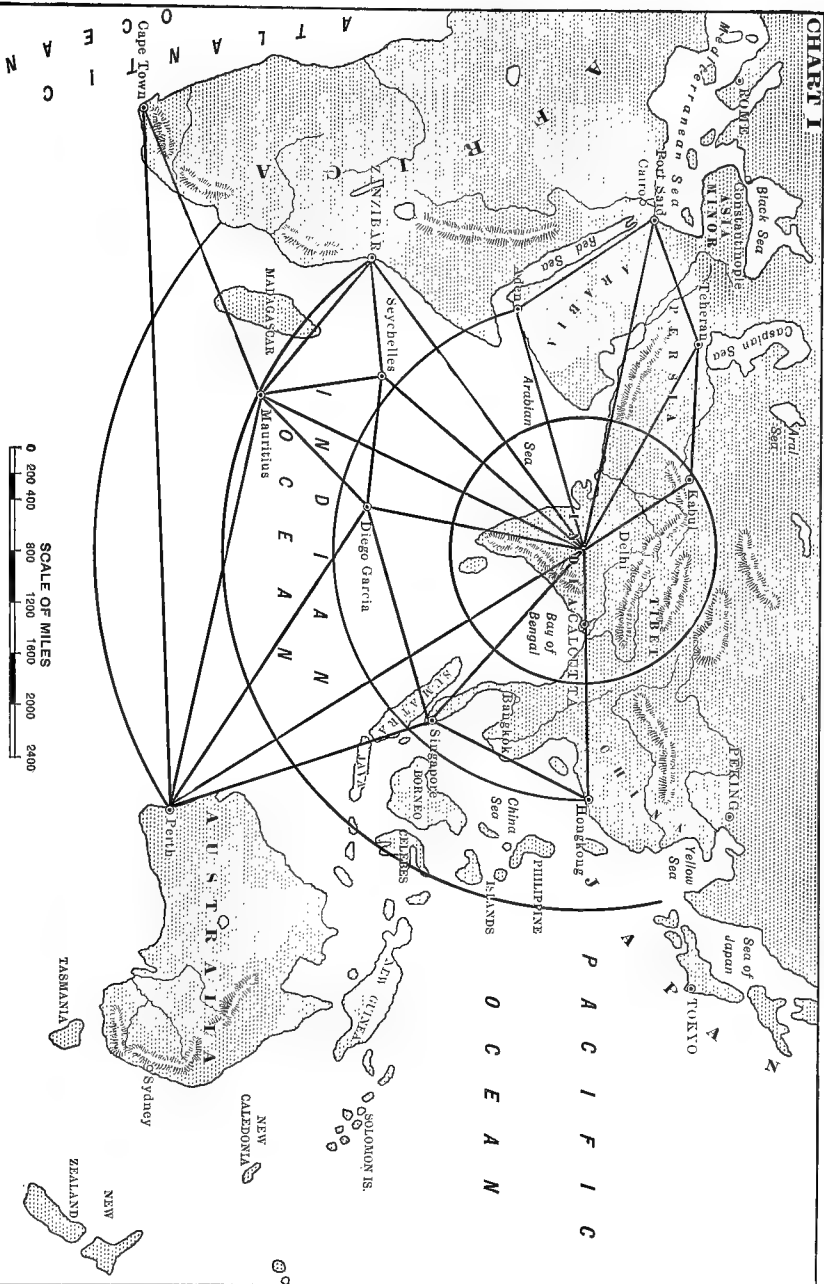 CHART I
Mediterranean Sea
ROME
Black Sea
Constantinople
ASIA
MINOR
Port Said
Cairo
Teheran
Caspian Sea
Aral
Sea
PERSIA
ARABIA
Red Sea
Aden
Arabian Sea
Kabul
Delhi
INDIA
TIBET
CALCUTTA
Bay of
Bengal
CHINA
PEKING
Yellow
Sea
Sea of
Japan
JAPAN
TOKYO
Hongkong
Bangkok
China
Sea
PHILIPPINE
ISLANDS
Singapore
SUMATRA
BORNEO
CELEBES
JAVA
NEW GUINEA
SOLOMON IS.
NEW
CALEDONIA
PACIFIC
OCEAN
AFRICA
ZANZIBAR
Seychelles
MADAGASCAR
Mauritius
Diego Garcia
INDIAN
OCEAN
ATLANTIC
OCEAN
Cape Town
Perth
AUSTRALIA
Sydney
TASMANIA
NEW
ZEALAND
SCALE OF MILES
0 200 400 800 1200 1600 2000 2400